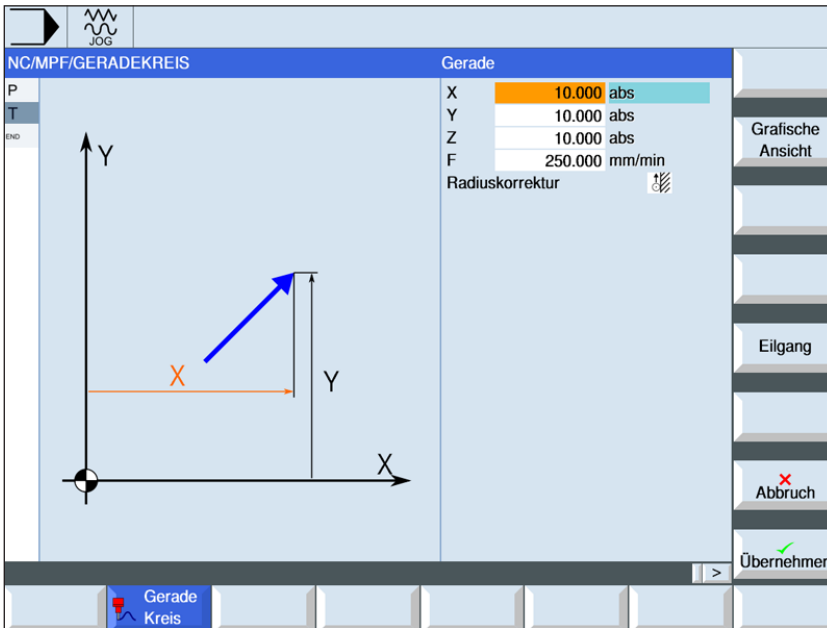 JOG
NC/MPF/GERADEKREIS
Gerade
P
T
END
X 10.000 abs
Y 10.000 abs
Z 10.000 abs
F 250.000 mm/min
Radiuskorrektur
Y
X
Y
X
Grafische
Ansicht
Eilgang
Abbruch
Übernehmen
>
Gerade
Kreis